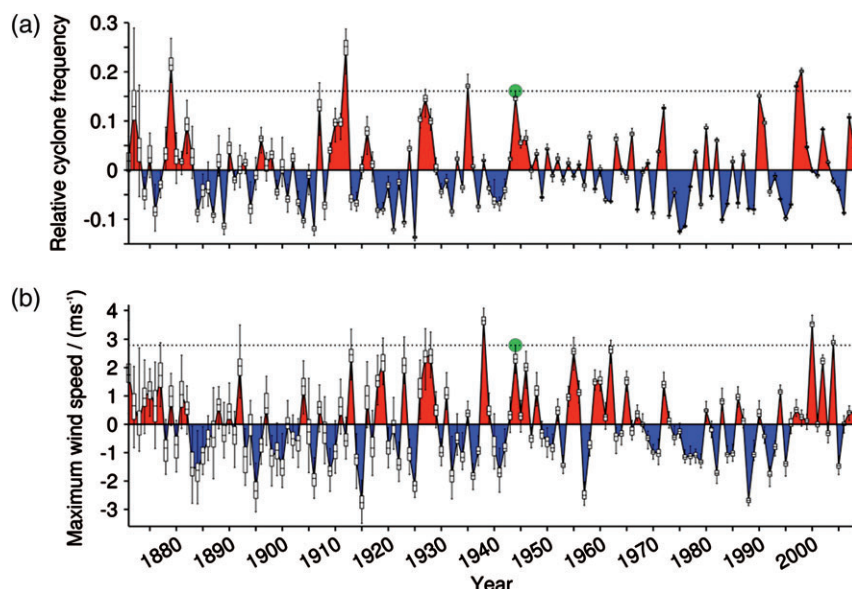 (a)
Relative cyclone frequency
0.3
0.2
0.1
0
-0.1
(b)
Maximum wind speed / (ms⁻¹)
4
3
2
1
0
-1
-2
-3
1880 1890 1900 1910 1920 1930 1940 1950 1960 1970 1980 1990 2000
Year